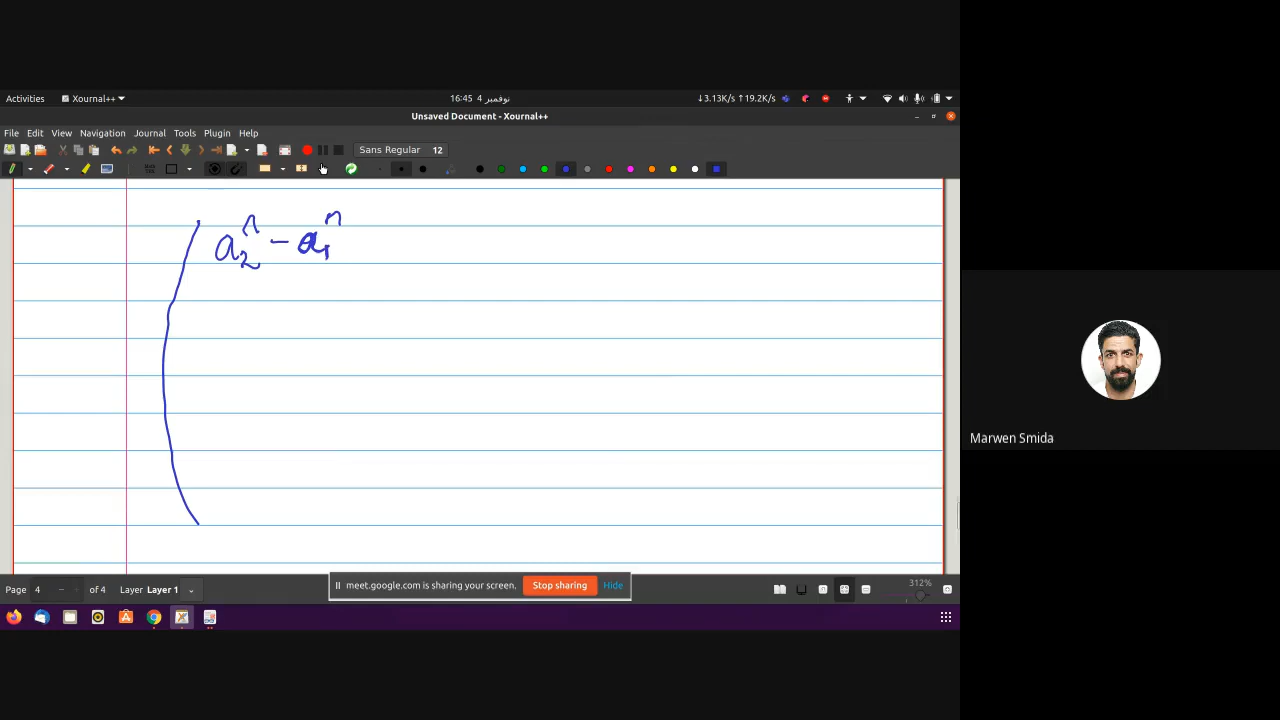 Activities Xournal++ 16:45 4 نوفمبر ↓3.13K/s ↑19.2K/s
Unsaved Document - Xournal++
File Edit View Navigation Journal Tools Plugin Help
Sans Regular 12
( a₂ⁿ - a₁ⁿ
Marwen Smida
meet.google.com is sharing your screen. Stop sharing Hide
Page 4 of 4 Layer Layer 1 312%